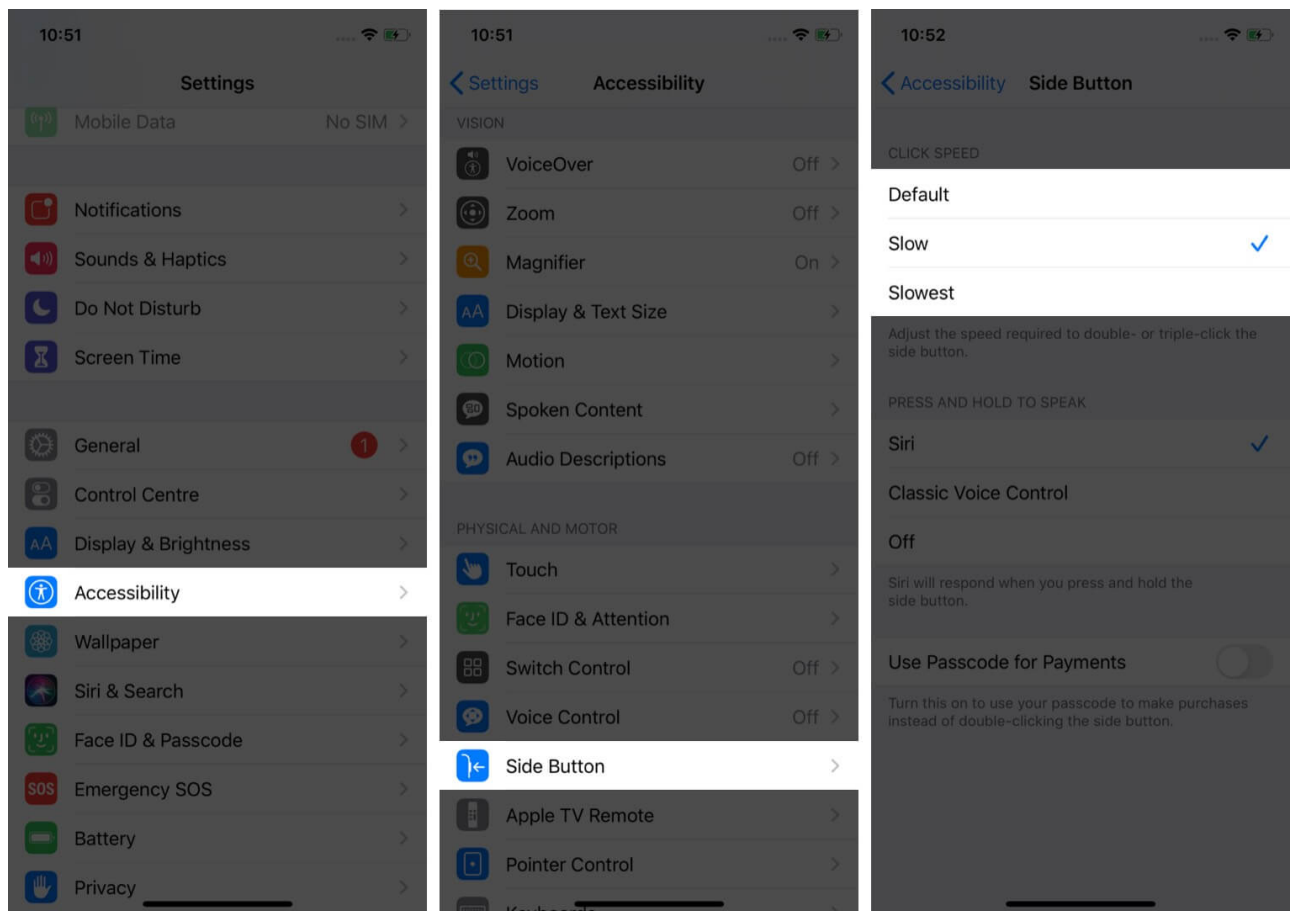 10:51
Settings
Mobile Data No SIM
Notifications
Sounds & Haptics
Do Not Disturb
Screen Time
General 1
Control Centre
AA Display & Brightness
Accessibility
Wallpaper
Siri & Search
Face ID & Passcode
SOS Emergency SOS
Battery
Privacy
10:51
Settings Accessibility
VISION
VoiceOver Off
Zoom Off
Magnifier On
AA Display & Text Size
Motion
Spoken Content
Audio Descriptions Off
PHYSICAL AND MOTOR
Touch
Face ID & Attention
Switch Control Off
Voice Control Off
Side Button
Apple TV Remote
Pointer Control
10:52
Accessibility Side Button
CLICK SPEED
Default
Slow
Slowest
Adjust the speed required to double- or triple-click the
side button.
PRESS AND HOLD TO SPEAK
Siri
Classic Voice Control
Off
Siri will respond when you press and hold the
side button.
Use Passcode for Payments
Turn this on to use your passcode to make purchases
instead of double-clicking the side button.